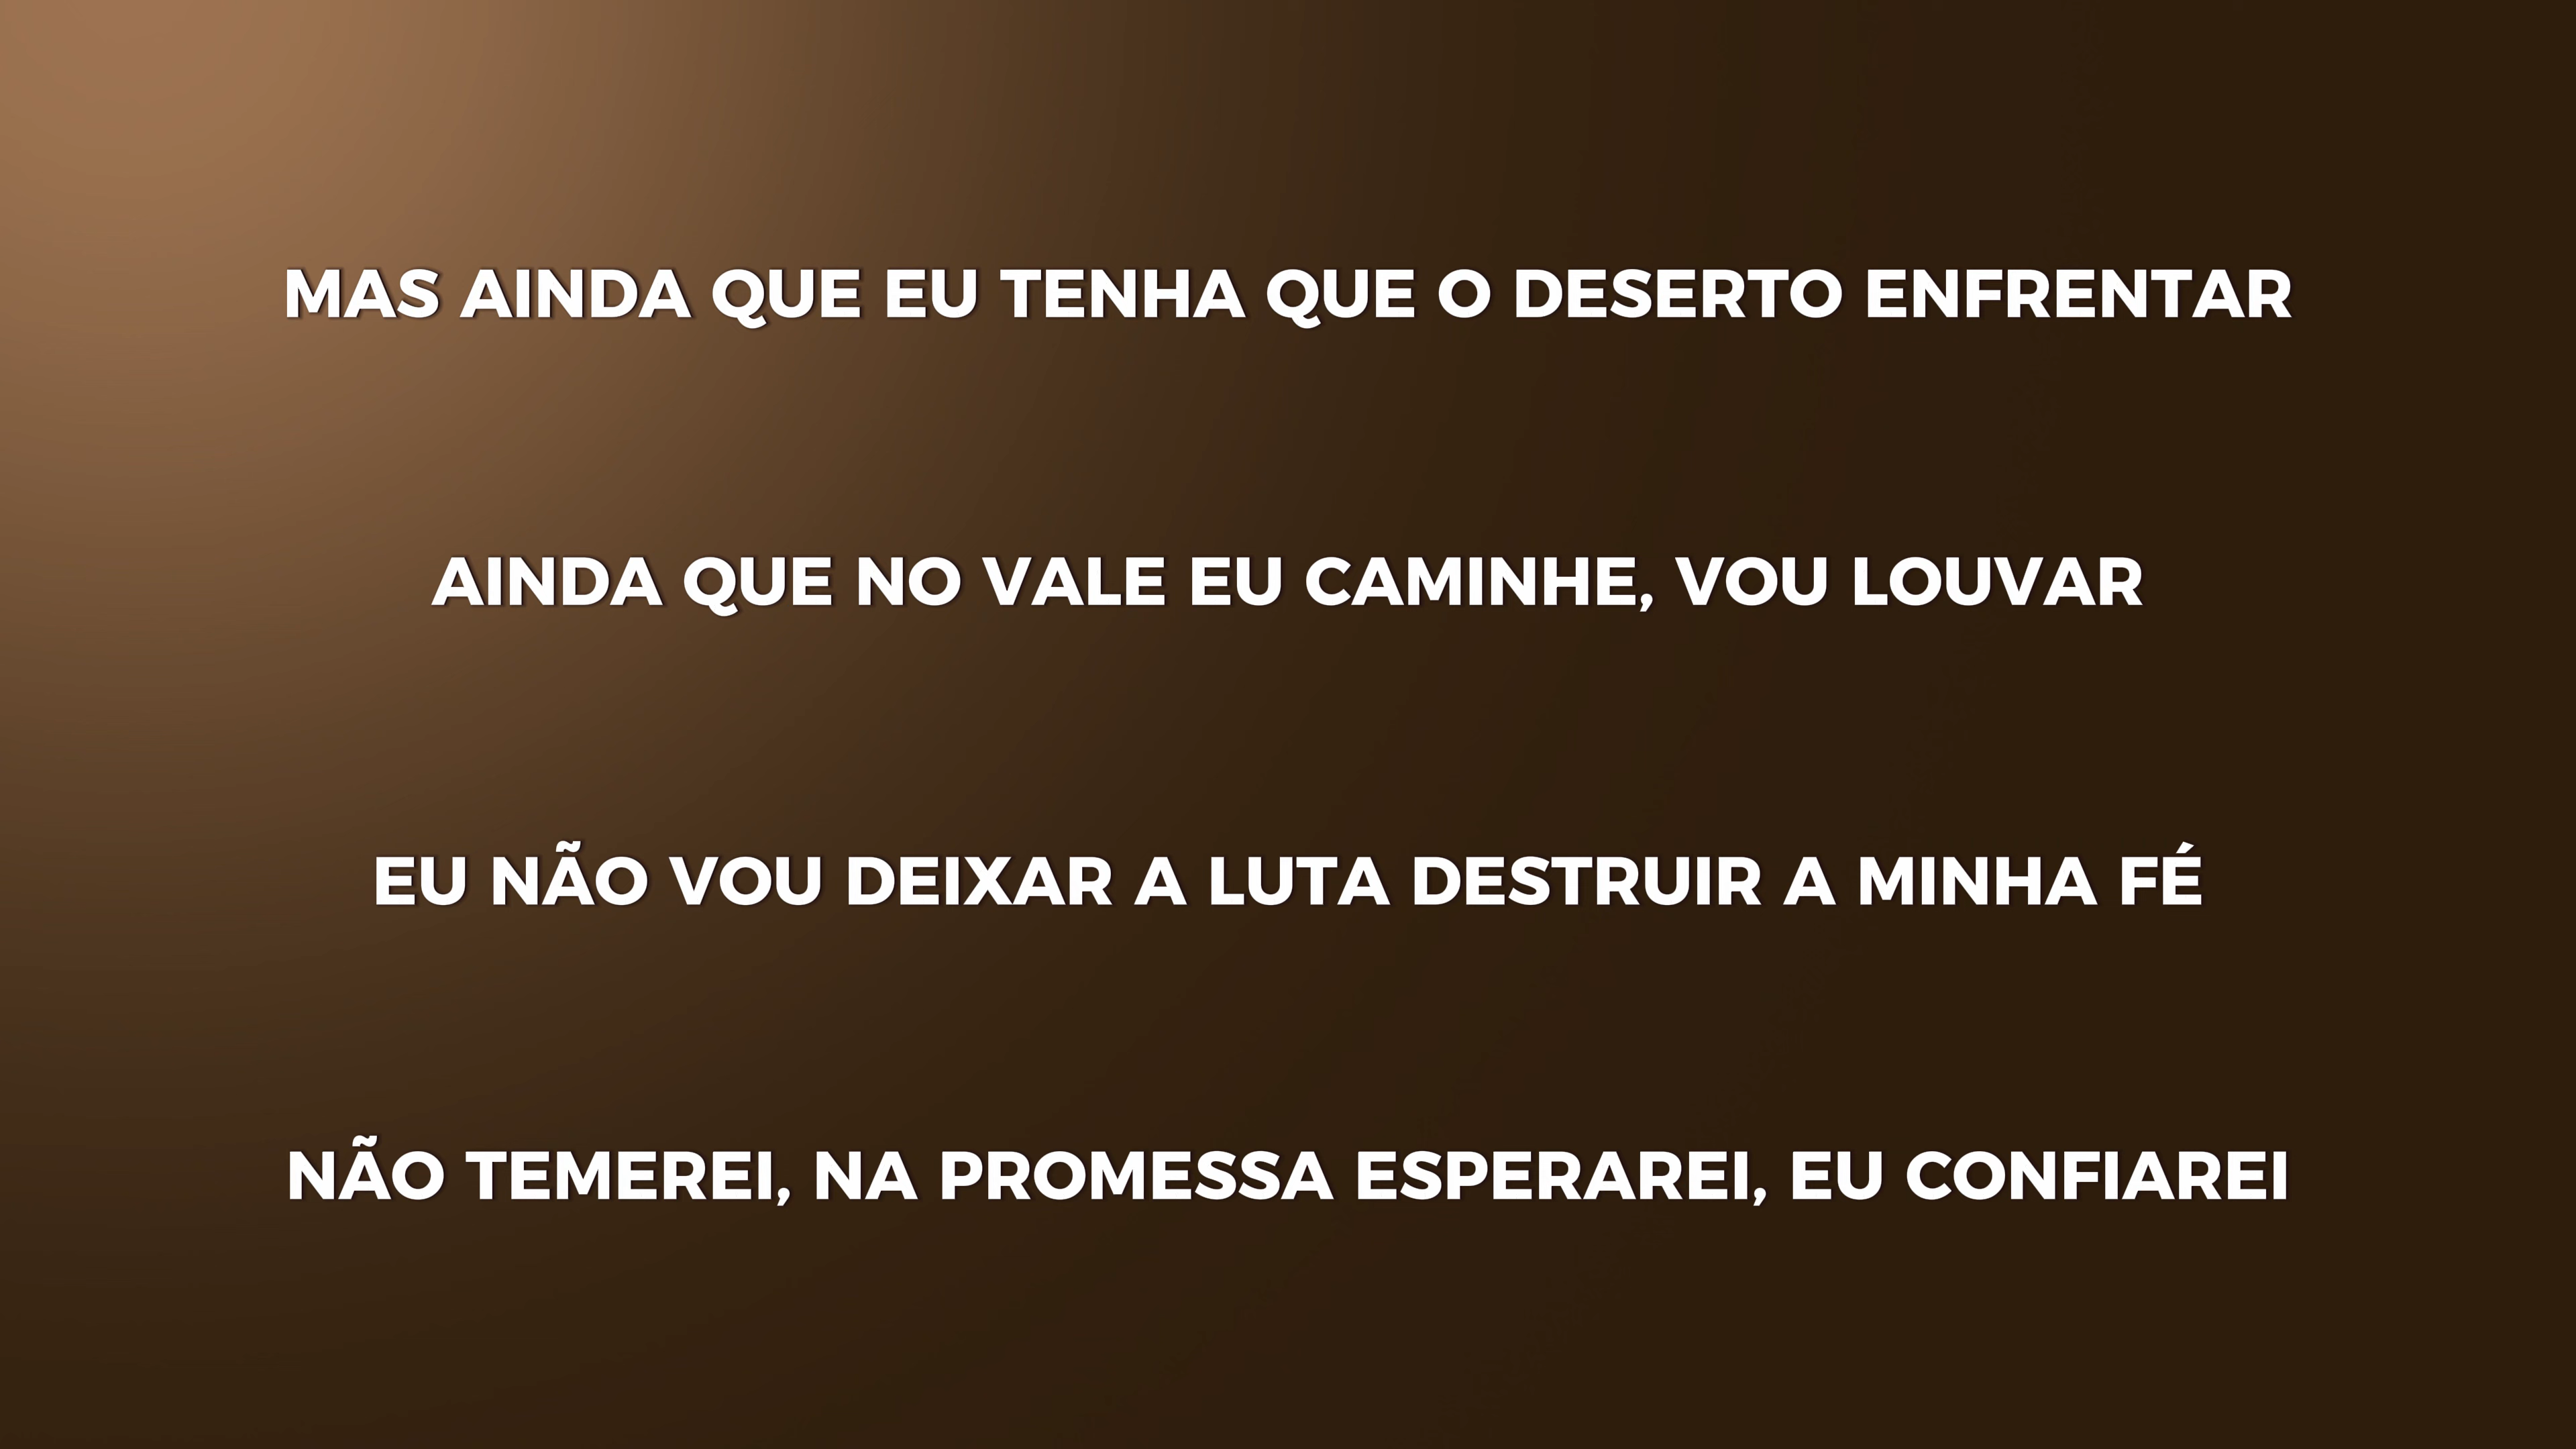 MAS AINDA QUE EU TENHA QUE O DESERTO ENFRENTAR
AINDA QUE NO VALE EU CAMINHE, VOU LOUVAR
EU NÃO VOU DEIXAR A LUTA DESTRUIR A MINHA FÉ
NÃO TEMEREI, NA PROMESSA ESPERAREI, EU CONFIAREI